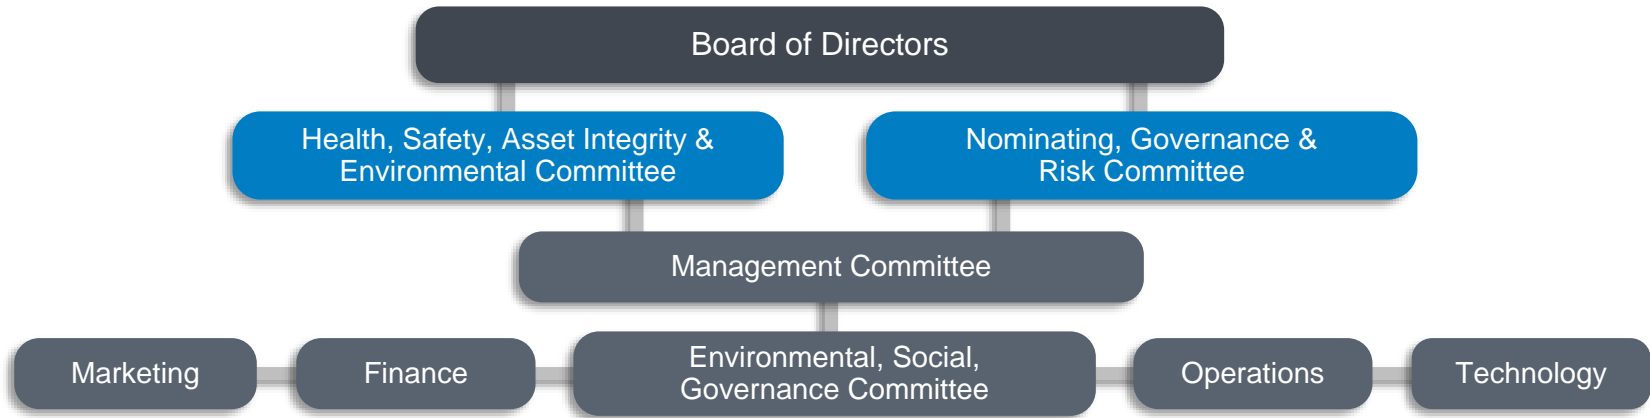 Board of Directors
Health, Safety, Asset Integrity &
Environmental Committee
Nominating, Governance &
Risk Committee
Management Committee
Marketing
Finance
Environmental, Social,
Governance Committee
Operations
Technology